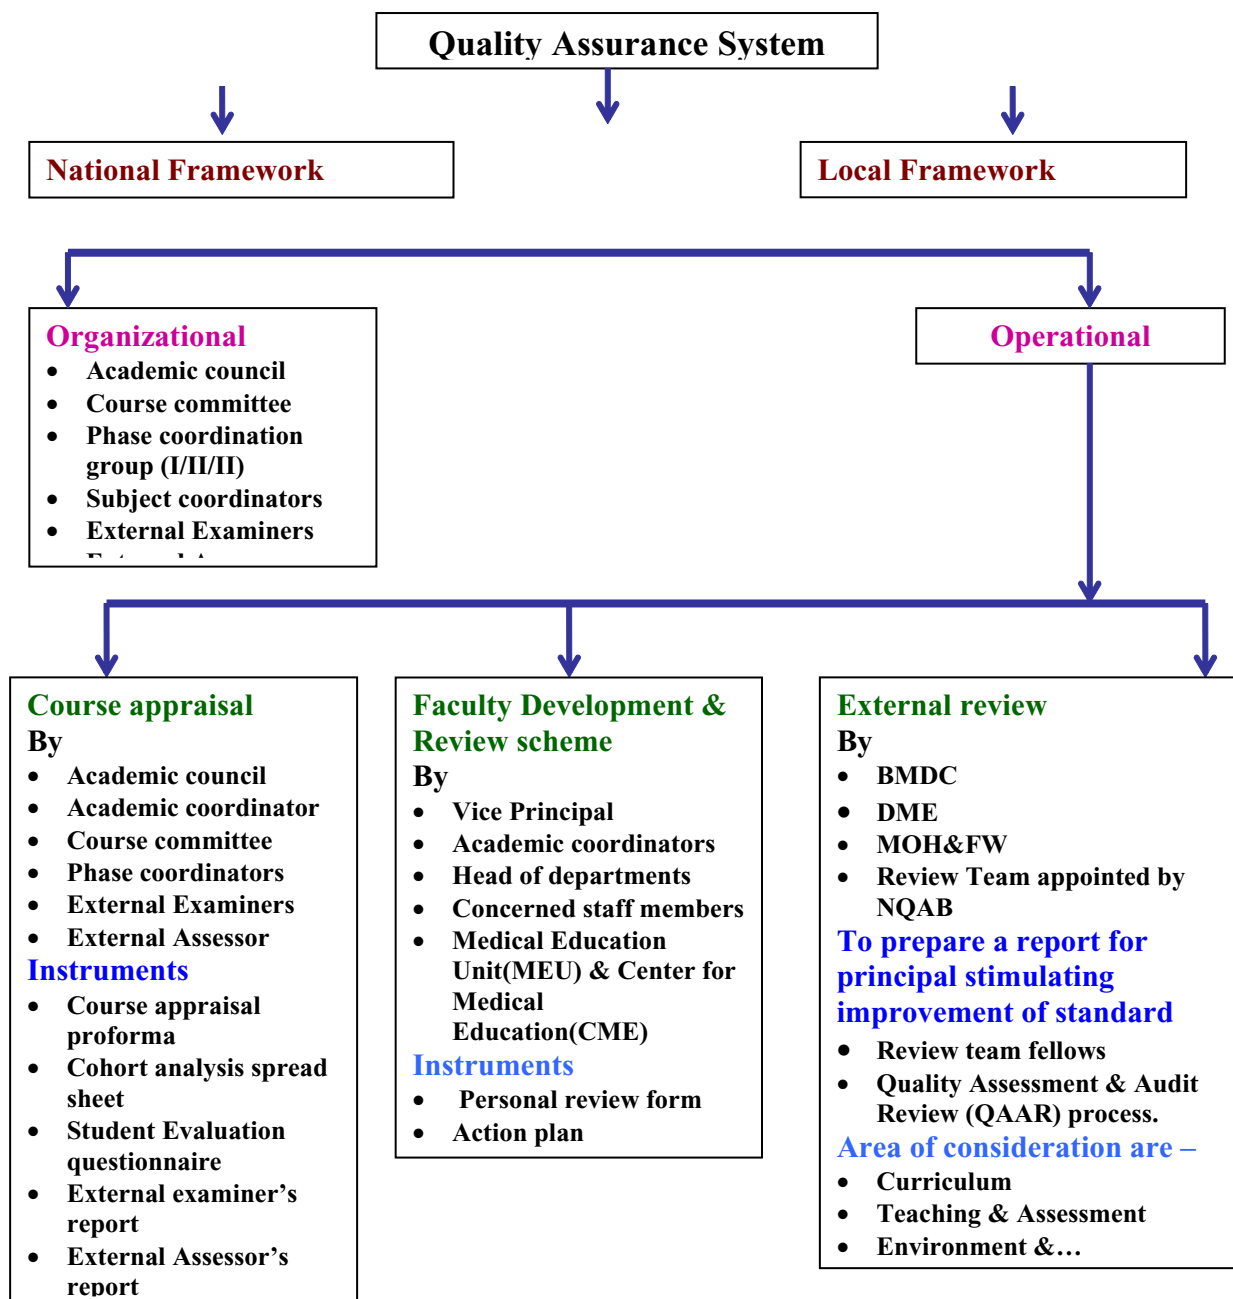 Quality Assurance System
National Framework
Local Framework
Organizational
• Academic council
• Course committee
• Phase coordination
group (I/II/II)
• Subject coordinators
• External Examiners
•
Operational
Course appraisal
By
• Academic council
• Academic coordinator
• Course committee
• Phase coordinators
• External Examiners
• External Assessor
Instruments
• Course appraisal
proforma
• Cohort analysis spread
sheet
• Student Evaluation
questionnaire
• External examiner’s
report
• External Assessor’s
report
Faculty Development &
Review scheme
By
• Vice Principal
• Academic coordinators
• Head of departments
• Concerned staff members
• Medical Education
Unit(MEU) & Center for
Medical
Education(CME)
Instruments
• Personal review form
• Action plan
External review
By
• BMDC
• DME
• MOH&FW
• Review Team appointed by
NQAB
To prepare a report for
principal stimulating
improvement of standard
• Review team fellows
• Quality Assessment & Audit
Review (QAAR) process.
Area of consideration are –
• Curriculum
• Teaching & Assessment
• Environment &…